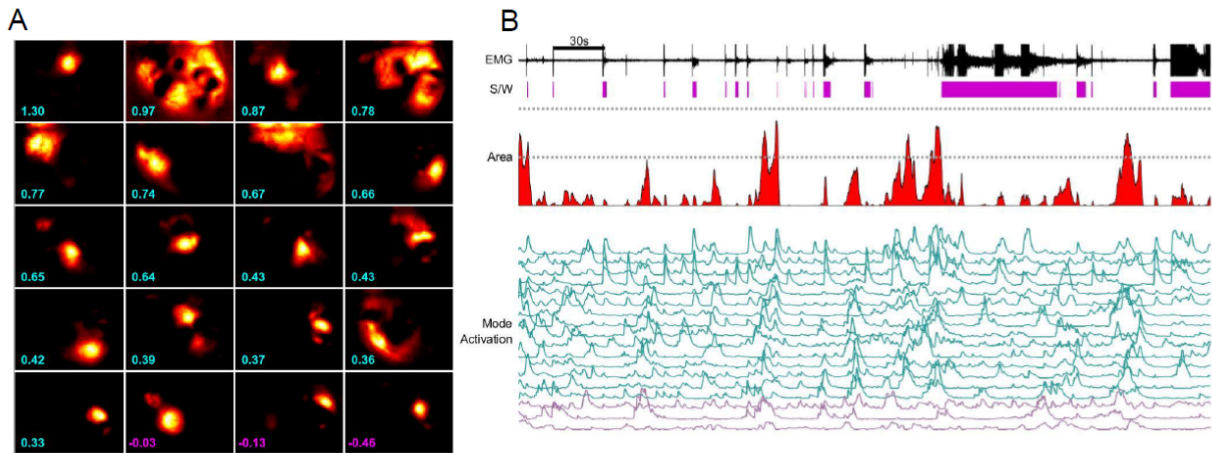 A
B
1.30 0.97 0.87 0.78
0.77 0.74 0.67 0.66
0.65 0.64 0.43 0.43
0.42 0.39 0.37 0.36
0.33 -0.03 -0.13 -0.46
30s
EMG
S/W
Area
Mode
Activation